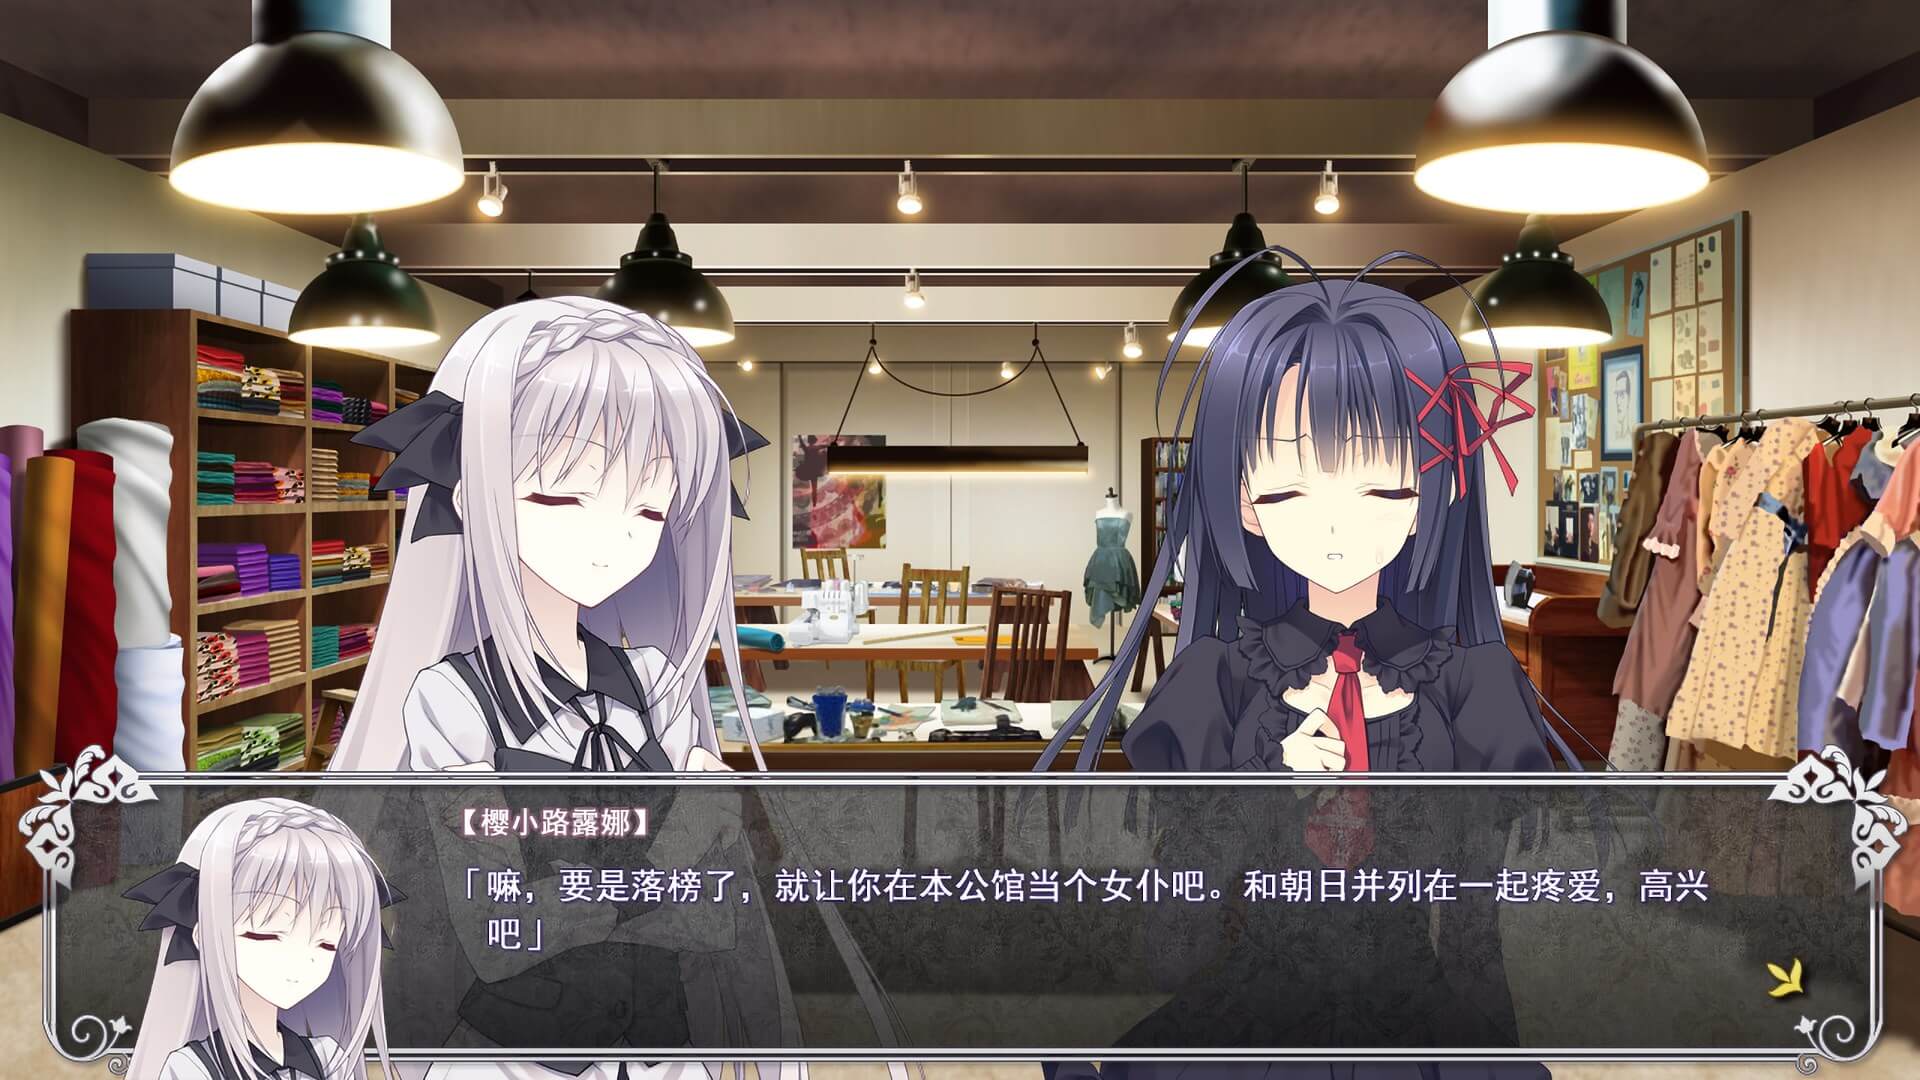 【樱小路露娜】
「嘛，要是落榜了，就让你在本公馆当个女仆吧。和朝日并列在一起疼爱，高兴
吧」